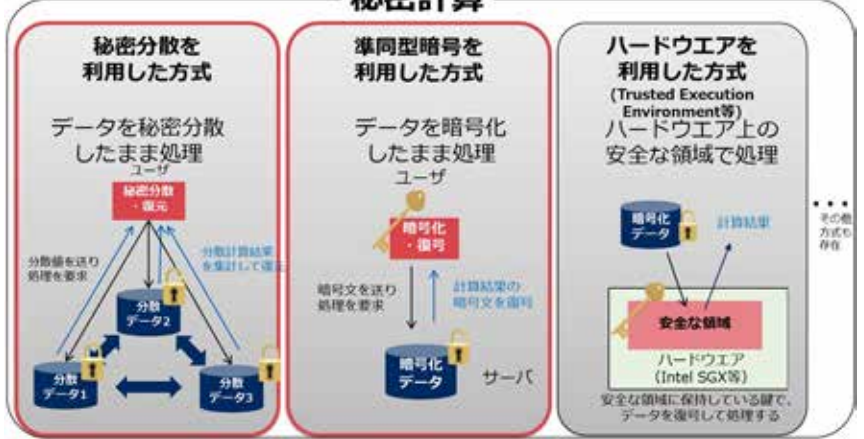 秘密計算
秘密分散を
利用した方式
データを秘密分散
したまま処理
ユーザ
秘密分散
・復元
分散値を送り
処理を要求
分散計算結果
を集計して復元
分散
データ2
分散
データ1
分散
データ3
準同型暗号を
利用した方式
データを暗号化
したまま処理
ユーザ
暗号化
・復号
暗号文を送り
処理を要求
計算結果の
暗号文を復号
暗号化
データ
サーバ
ハードウエアを
利用した方式
(Trusted Execution
Environment等)
ハードウエア上の
安全な領域で処理
暗号化
データ
計算結果
安全な領域
ハードウエア
(Intel SGX等)
安全な領域に保持している鍵で、
データを復号して処理する
・・・
その他
方式も
存在